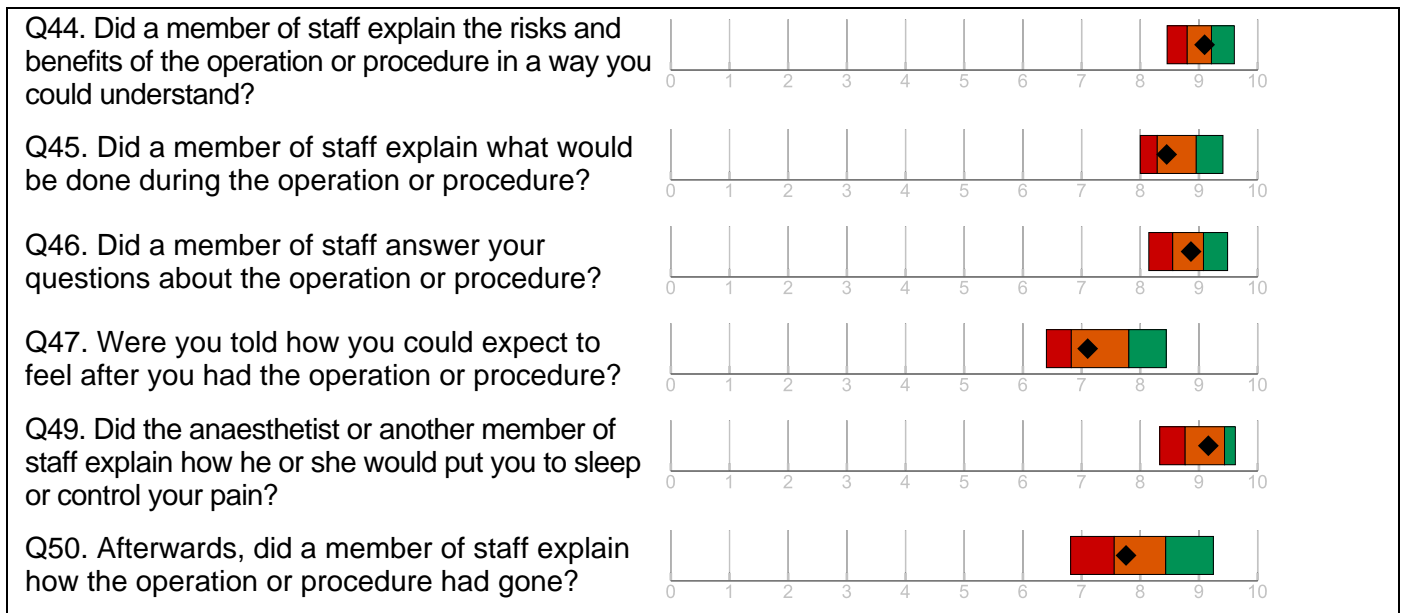 Q44. Did a member of staff explain the risks and
benefits of the operation or procedure in a way you
could understand?
0 1 2 3 4 5 6 7 8 9 10
Q45. Did a member of staff explain what would
be done during the operation or procedure?
0 1 2 3 4 5 6 7 8 9 10
Q46. Did a member of staff answer your
questions about the operation or procedure?
0 1 2 3 4 5 6 7 8 9 10
Q47. Were you told how you could expect to
feel after you had the operation or procedure?
0 1 2 3 4 5 6 7 8 9 10
Q49. Did the anaesthetist or another member of
staff explain how he or she would put you to sleep
or control your pain?
0 1 2 3 4 5 6 7 8 9 10
Q50. Afterwards, did a member of staff explain
how the operation or procedure had gone?
0 1 2 3 4 5 6 7 8 9 10